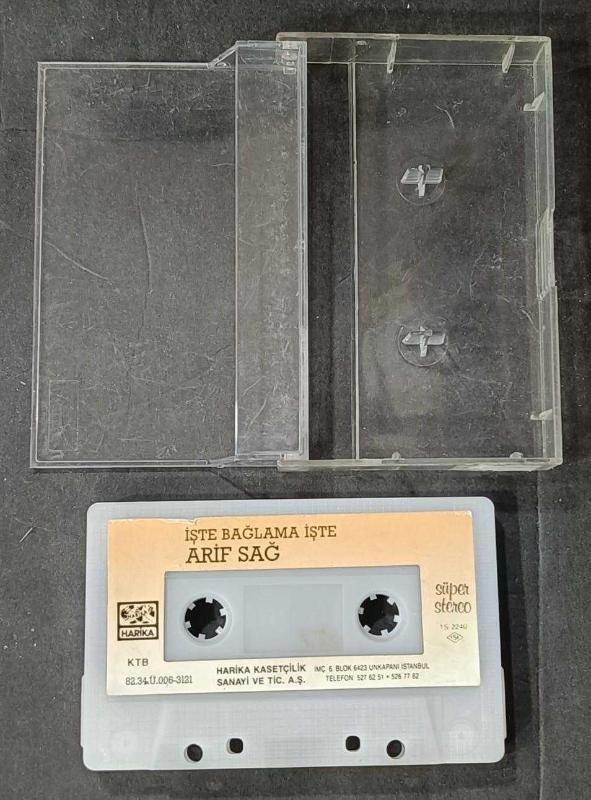 İŞTE BAĞLAMA İŞTE
ARİF SAĞ
süper
stereo
TS 2240
TSE
HARİKA
KTB
82.34.Ü.006-3121
HARİKA KASETÇİLİK
SANAYİ VE TİC. A.Ş.
İMÇ. 6. BLOK 6423 UNKAPANI İSTANBUL
TELEFON: 527 62 51 • 526 77 82